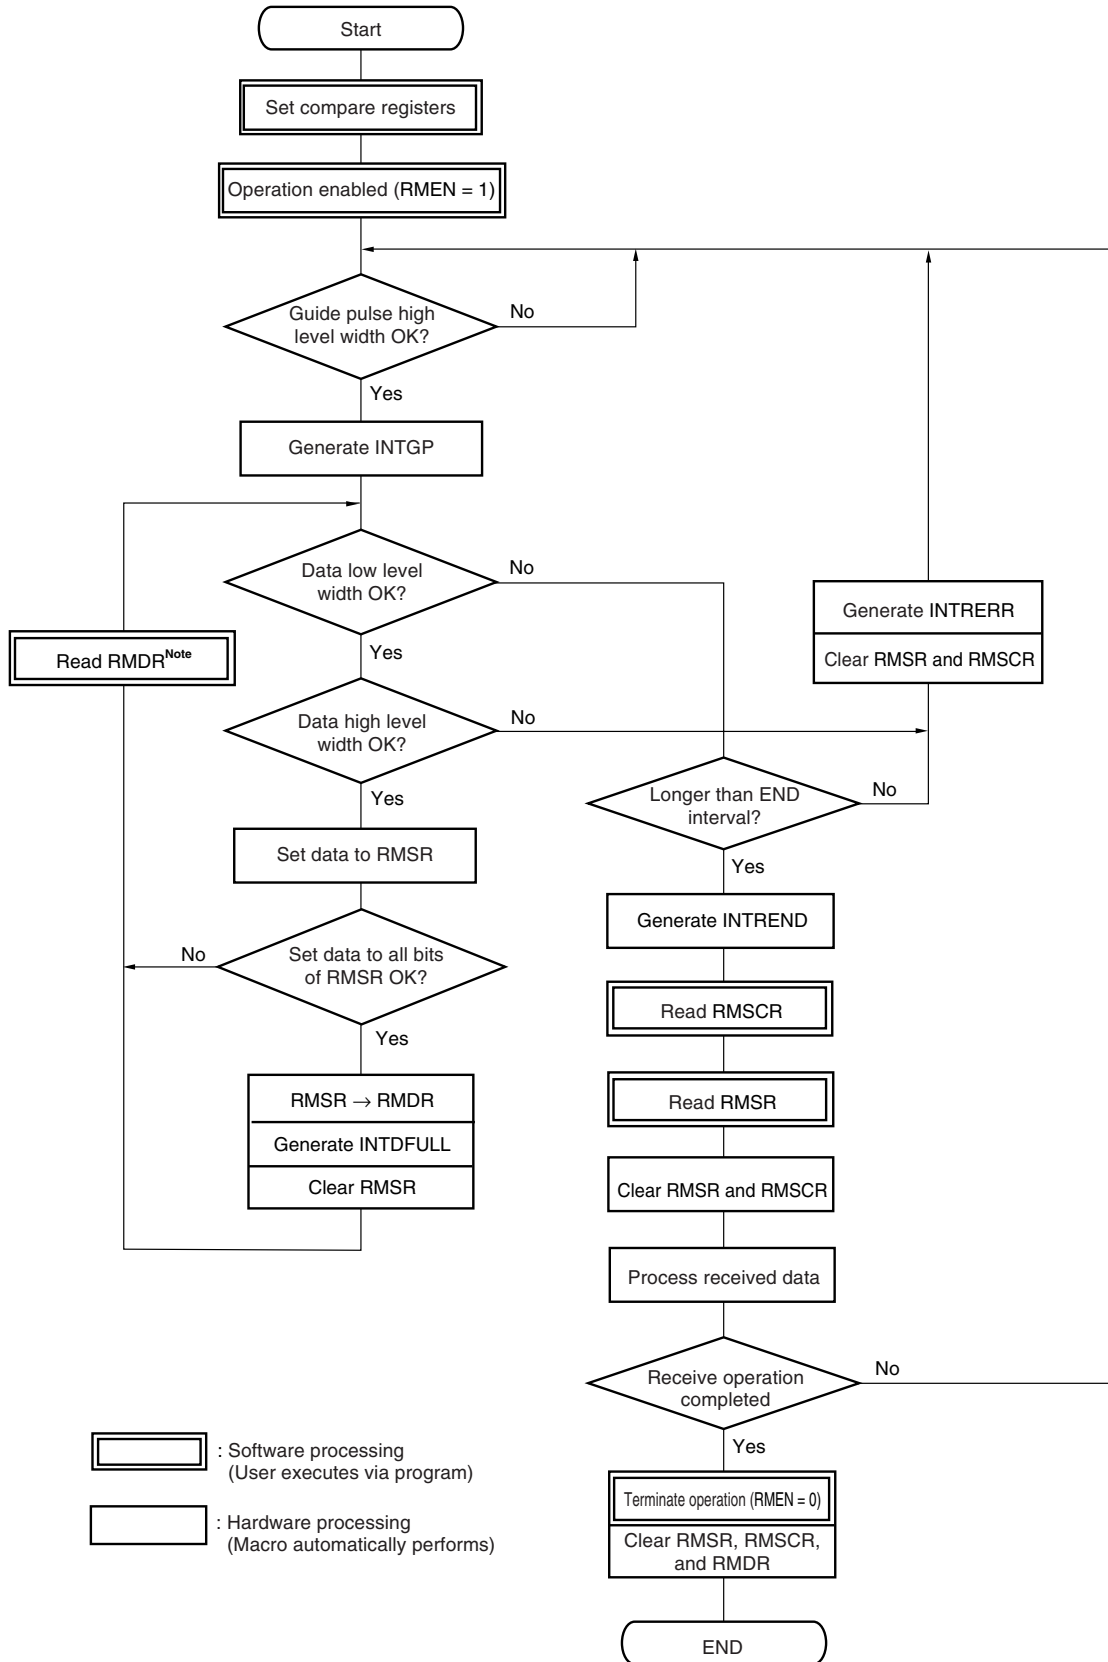 Start
Set compare registers
Operation enabled (RMEN = 1)
Guide pulse high
level width OK?
No
Yes
Generate INTGP
Data low level
width OK?
No
Yes
Read RMDRNote
Generate INTRERR
Clear RMSR and RMSCR
Data high level
width OK?
No
Yes
Longer than END
interval?
No
Yes
Set data to RMSR
Generate INTREND
Set data to all bits
of RMSR OK?
No
Yes
Read RMSCR
RMSR → RMDR
Generate INTDFULL
Clear RMSR
Read RMSR
Clear RMSR and RMSCR
Process received data
Receive operation
completed
No
Yes
: Software processing
(User executes via program)
: Hardware processing
(Macro automatically performs)
Terminate operation (RMEN = 0)
Clear RMSR, RMSCR,
and RMDR
END